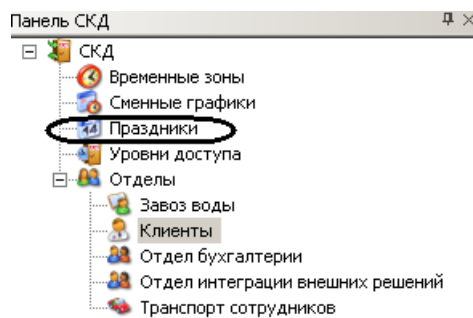 Панель СКД
СКД
Временные зоны
Сменные графики
Праздники
Уровни доступа
Отделы
Завоз воды
Клиенты
Отдел бухгалтерии
Отдел интеграции внешних решений
Транспорт сотрудников